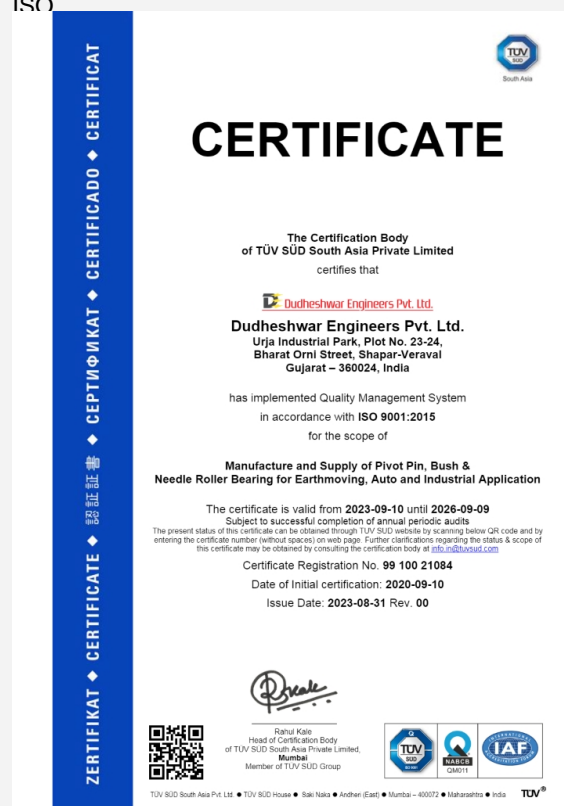 ISO
ZERTIFIKAT ◆ CERTIFICATE ◆ 認証証書 ◆ СЕРТИФИКАТ ◆ CERTIFICADO ◆ CERTIFICAT
TÜV
SÜD
South Asia
CERTIFICATE
The Certification Body
of TÜV SÜD South Asia Private Limited
certifies that
Dudheshwar Engineers Pvt. Ltd.
Dudheshwar Engineers Pvt. Ltd.
Urja Industrial Park, Plot No. 23-24,
Bharat Orni Street, Shapar-Veraval
Gujarat – 360024, India
has implemented Quality Management System
in accordance with ISO 9001:2015
for the scope of
Manufacture and Supply of Pivot Pin, Bush &
Needle Roller Bearing for Earthmoving, Auto and Industrial Application
The certificate is valid from 2023-09-10 until 2026-09-09
Subject to successful completion of annual periodic audits
The present status of this certificate can be obtained through TUV SUD website by scanning below QR code and by
entering the certificate number (without spaces) on web page. Further clarifications regarding the status & scope of
this certificate may be obtained by consulting the certification body at info.in@tuvsud.com
Certificate Registration No. 99 100 21084
Date of Initial certification: 2020-09-10
Issue Date: 2023-08-31 Rev. 00
Rahul Kale
Head of Certification Body
of TÜV SÜD South Asia Private Limited,
Mumbai
Member of TÜV SÜD Group
TÜV
SÜD
ISO 9001
NABCB
QM011
IAF
TÜV SÜD South Asia Pvt. Ltd. ● TÜV SÜD House ● Saki Naka ● Andheri (East) ● Mumbai – 400072 ● Maharashtra ● India
TÜV®